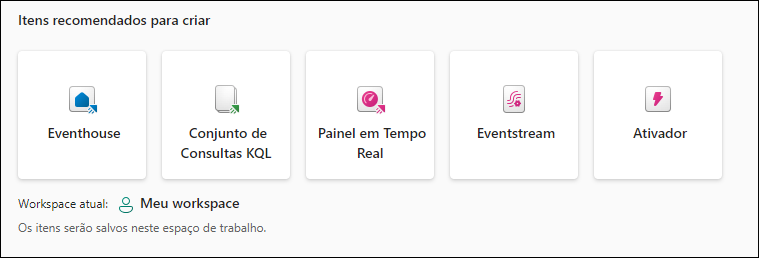 Itens recomendados para criar
Eventhouse
Conjunto de
Consultas KQL
Painel em Tempo
Real
Eventstream
Ativador
Workspace atual: Meu workspace
Os itens serão salvos neste espaço de trabalho.